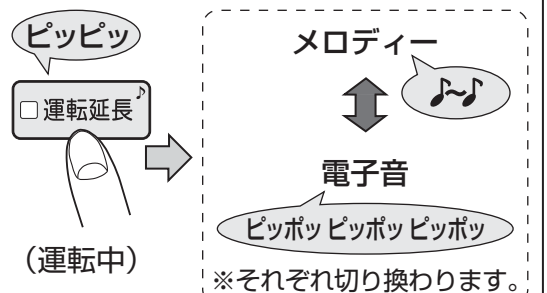 ピッピッ
運転延長♪
(運転中)
メロディー
♪〜♪
電子音
ピッポッ ピッポッ ピッポッ
※それぞれ切り換わります。